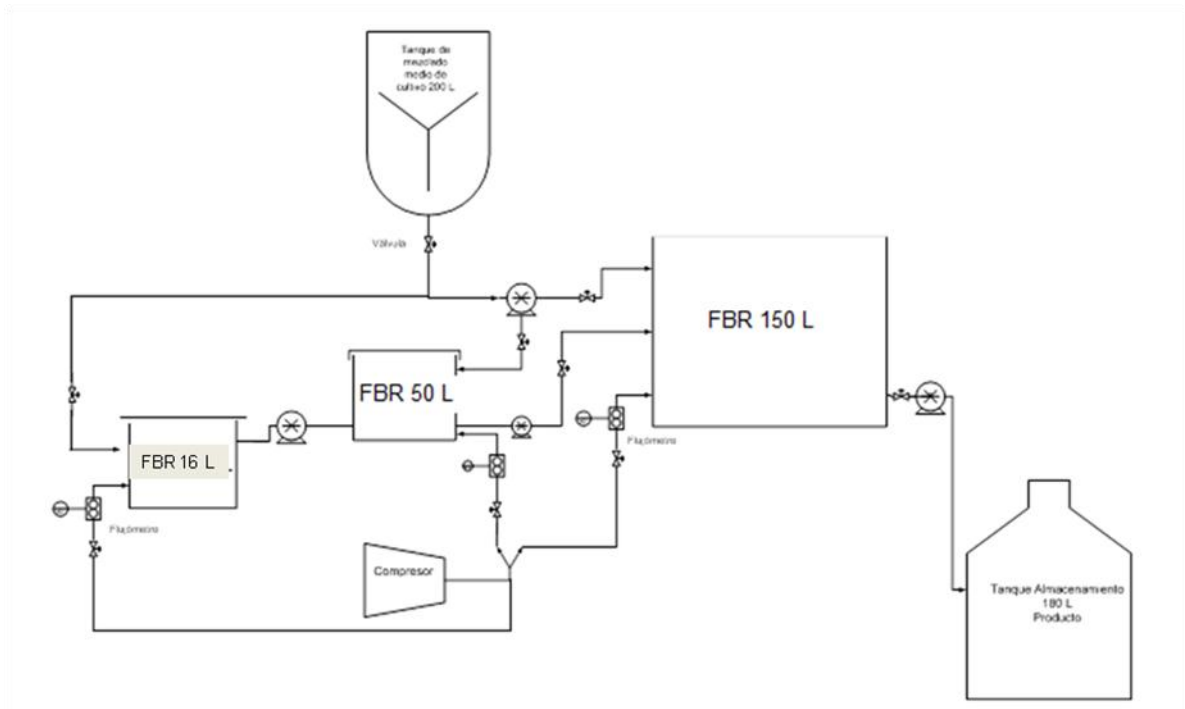 Tanque de
mezclado
medio de
cultivo 200 L
Válvula
FBR 150 L
FBR 50 L
FBR 16 L
Flujómetro
Flujómetro
Compresor
Tanque Almacenamiento
180 L
Producto